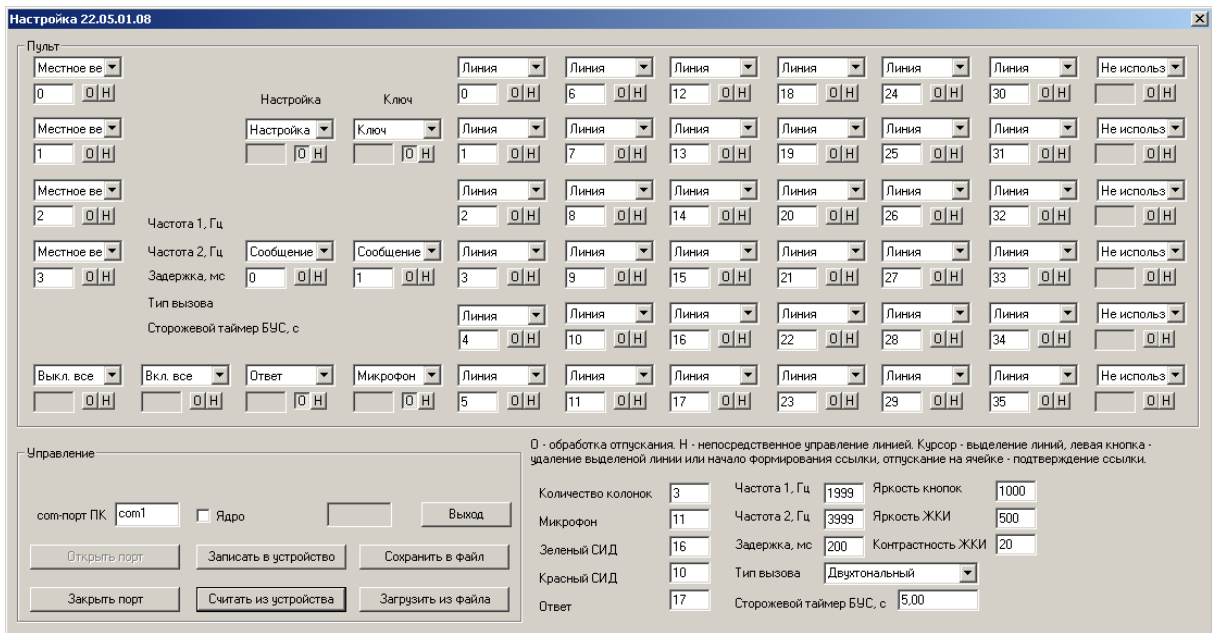 Настройка 22.05.01.08
Пульт
Местное ве Линия Линия Линия Линия Линия Линия Не использ
0 О Н 0 О Н 6 О Н 12 О Н 18 О Н 24 О Н 30 О Н О Н
Настройка Ключ
Местное ве Настройка Ключ Линия Линия Линия Линия Линия Линия Не использ
1 О Н О Н О Н 1 О Н 7 О Н 13 О Н 19 О Н 25 О Н 31 О Н О Н
Местное ве Линия Линия Линия Линия Линия Линия Не использ
2 О Н 2 О Н 8 О Н 14 О Н 20 О Н 26 О Н 32 О Н О Н
Частота 1, Гц
Местное ве Частота 2, Гц Сообщение Сообщение Линия Линия Линия Линия Линия Линия Не использ
3 О Н Задержка, мс 0 О Н 1 О Н 3 О Н 9 О Н 15 О Н 21 О Н 27 О Н 33 О Н О Н
Тип вызова
Линия Линия Линия Линия Линия Линия Не использ
Сторожевой таймер БУС, с
4 О Н 10 О Н 16 О Н 22 О Н 28 О Н 34 О Н О Н
Выкл. все Вкл. все Ответ Микрофон Линия Линия Линия Линия Линия Линия Не использ
О Н О Н О Н О Н 5 О Н 11 О Н 17 О Н 23 О Н 29 О Н 35 О Н О Н
Управление
com-порт ПК com1 Ядро Выход
Открыть порт Записать в устройство Сохранить в файл
Закрыть порт Считать из устройства Загрузить из файла
О - обработка отпускания. Н - непосредственное управление линией. Курсор - выделение линий, левая кнопка -
удаление выделеной линии или начало формирования ссылки, отпускание на ячейке - подтверждение ссылки.
Количество колонок 3 Частота 1, Гц 1999 Яркость кнопок 1000
Микрофон 11 Частота 2, Гц 3999 Яркость ЖКИ 500
Зеленый СИД 16 Задержка, мс 200 Контрастность ЖКИ 20
Красный СИД 10 Тип вызова Двухтональный
Ответ 17 Сторожевой таймер БУС, с 5,00